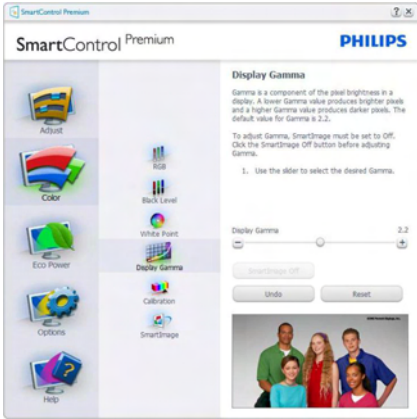 SmartControl Premium
SmartControl Premium
PHILIPS
Adjust
Color
Eco Power
Options
Help
RGB
Black Level
White Point
Display Gamma
Calibration
SmartImage
Display Gamma
Gamma is a component of the pixel brightness in a
display. A lower Gamma value produces brighter pixels
and a higher Gamma value produces darker pixels. The
default value for Gamma is 2.2.
To adjust Gamma, SmartImage must be set to Off.
Click the SmartImage Off button before adjusting
Gamma.
1. Use the slider to select the desired Gamma.
Display Gamma 2.2
SmartImage Off
Undo Reset